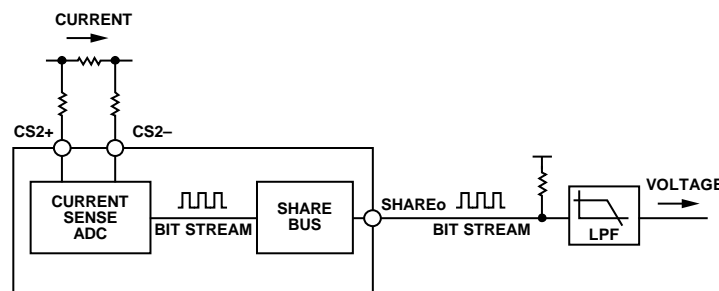 CURRENT
CS2+
CS2–
CURRENT
SENSE
ADC
BIT STREAM
SHARE
BUS
SHAREo
BIT STREAM
LPF
VOLTAGE